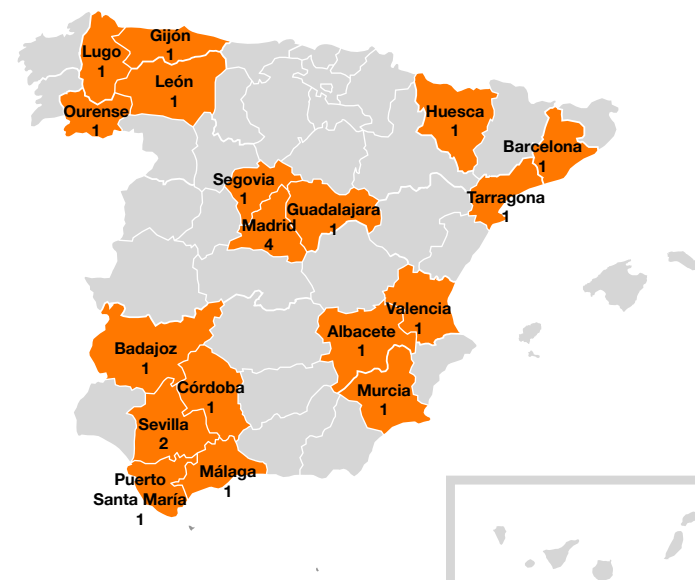 Gijón
1
Lugo
1
León
1
Ourense
1
Huesca
1
Barcelona
1
Segovia
1
Tarragona
1
Guadalajara
1
Madrid
4
Valencia
1
Albacete
1
Badajoz
1
Córdoba
1
Murcia
1
Sevilla
2
Málaga
1
Puerto
Santa María
1